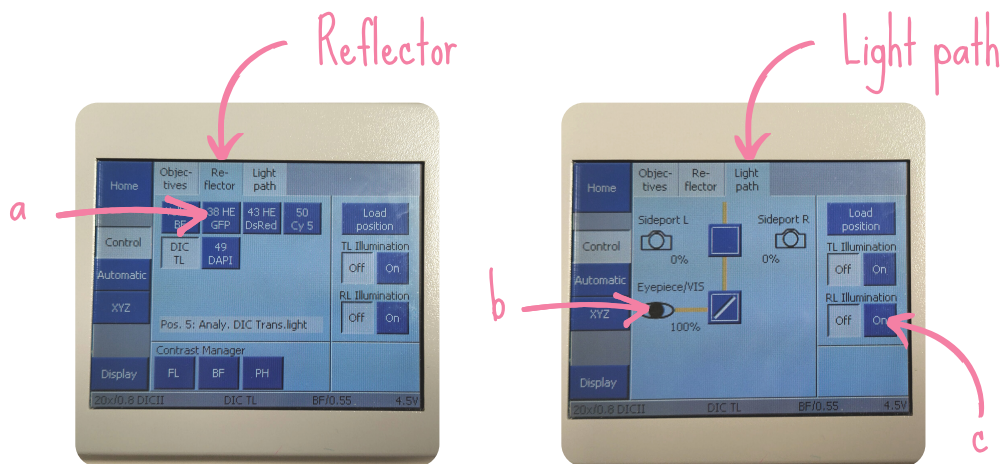 Reflector
Light path
a
b
c
Home
Control
Automatic
XYZ
Display
Objec-
tives
Re-
flector
Light
path
BF
38 HE
GFP
43 HE
DsRed
50
Cy 5
DIC
TL
49
DAPI
Load
position
TL Illumination
Off On
RL Illumination
Off On
Pos. 5: Analy. DIC Trans.light
Contrast Manager
FL BF PH
20x/0.8 DICII DIC TL BF/0.55 4.5V
Home
Control
Automatic
XYZ
Display
Objec-
tives
Re-
flector
Light
path
Sideport L
0%
Sideport R
0%
Eyepiece/VIS
100%
Load
position
TL Illumination
Off On
RL Illumination
Off On
20x/0.8 DICII DIC TL BF/0.55 4.5V